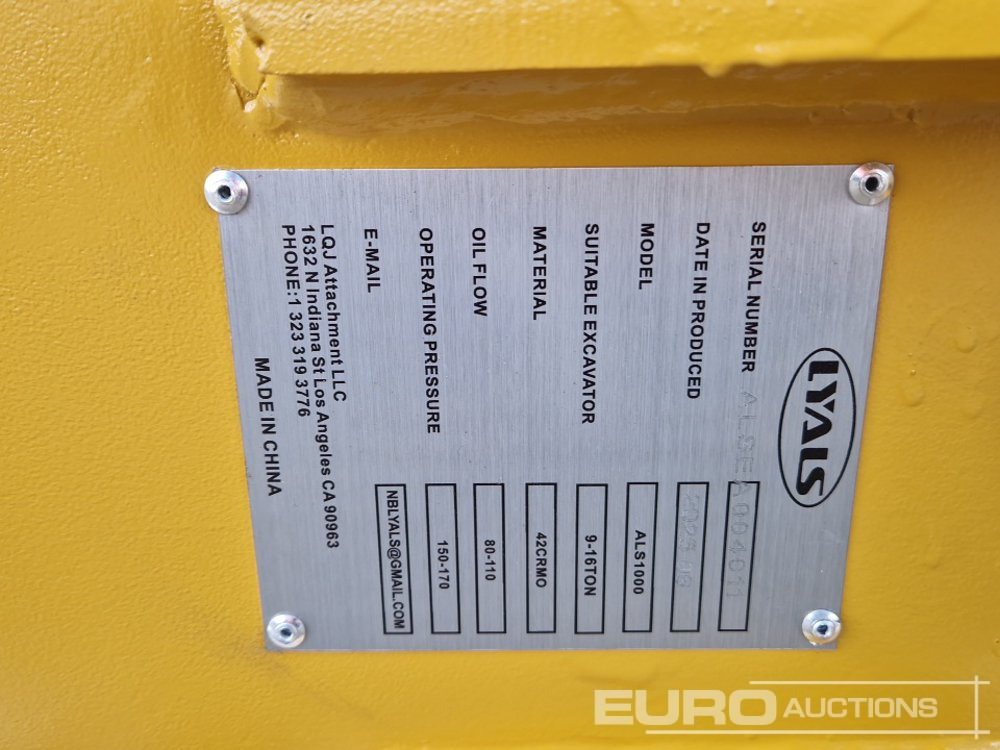 LYALS
SERIAL NUMBER ALSEA004011
DATE IN PRODUCED
MODEL ALS1000
SUITABLE EXCAVATOR 9-16TON
MATERIAL 42CRMO
OIL FLOW 80-110
OPERATING PRESSURE 150-170
E-MAIL NBLYALS@GMAIL.COM
LQJ Attachment LLC
1632 N Indiana St Los Angeles CA 90963
PHONE:1 323 319 3776
MADE IN CHINA
EURO AUCTIONS